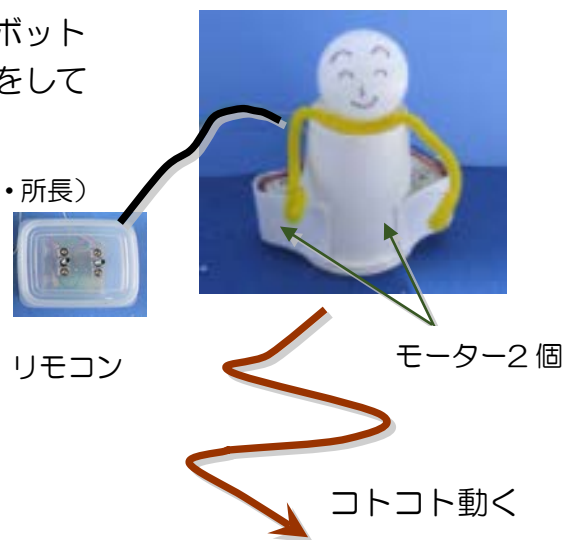 ボット
をして
・所長）
リモコン
モーター２個
コトコト動く